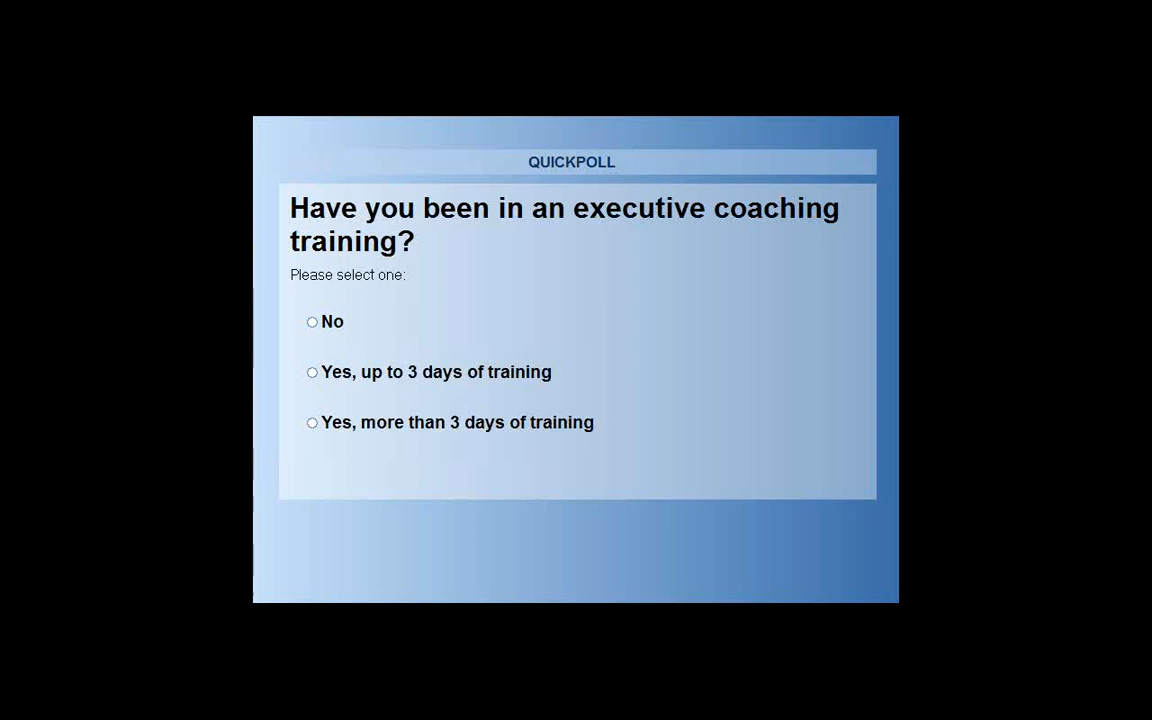 QUICKPOLL
Have you been in an executive coaching
training?
Please select one:
No
Yes, up to 3 days of training
Yes, more than 3 days of training